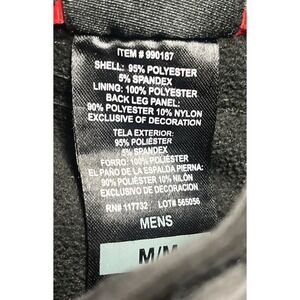 ITEM # 990187
SHELL: 95% POLYESTER
5% SPANDEX
LINING: 100% POLYESTER
BACK LEG PANEL:
90% POLYESTER 10% NYLON
EXCLUSIVE OF DECORATION
TELA EXTERIOR:
95% POLIÉSTER
5% SPANDEX
FORRO: 100% POLIÉSTER
EL PAÑO DE LA ESPALDA PIERNA:
90% POLIÉSTER 10% NILÓN
EXCLUSIVO DE DECORACION
RN# 117732 LOT# 565056
MENS
M/M